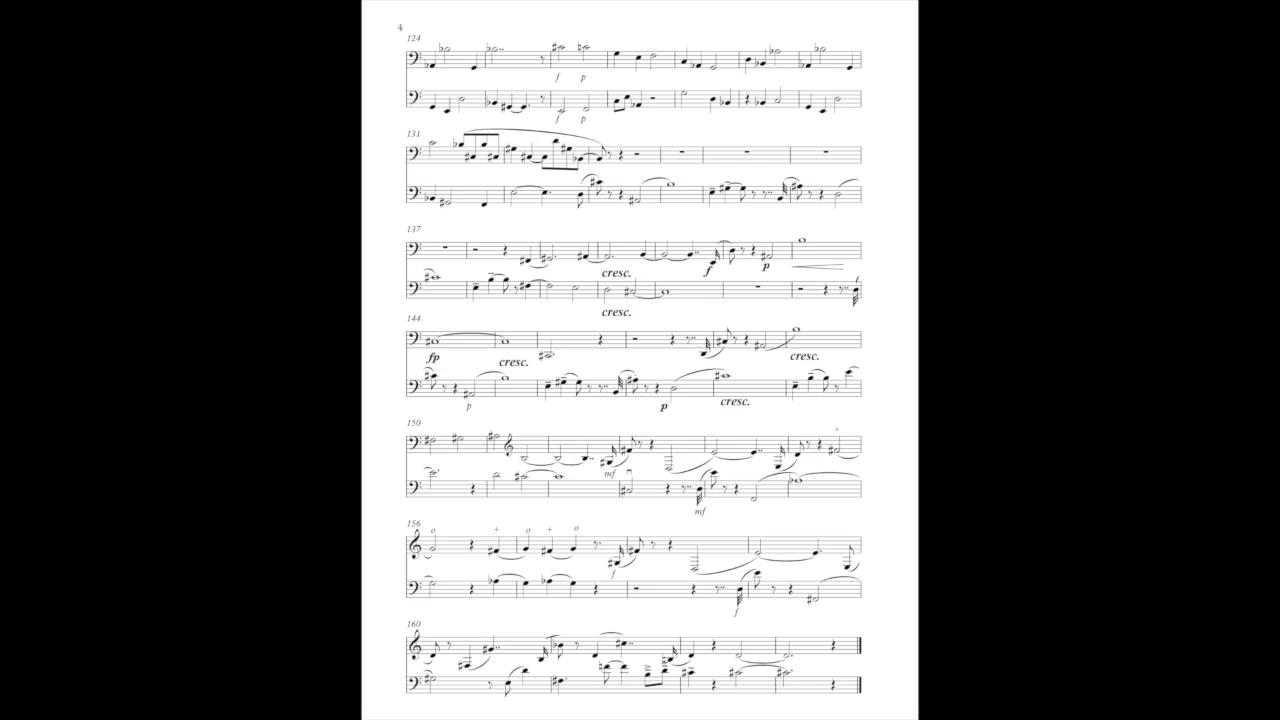 4
124
f p
f p
131
137
cresc. f p
cresc.
144
fp cresc. cresc.
p p cresc.
150
mf +
mf
156
o + o + o
f
f
160